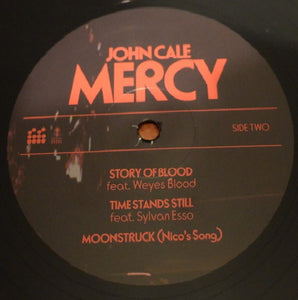 JOHN CALE
MERCY
SIDE TWO
STORY OF BLOOD
feat. Weyes Blood
TIME STANDS STILL
feat. Sylvan Esso
MOONSTRUCK (Nico's Song)